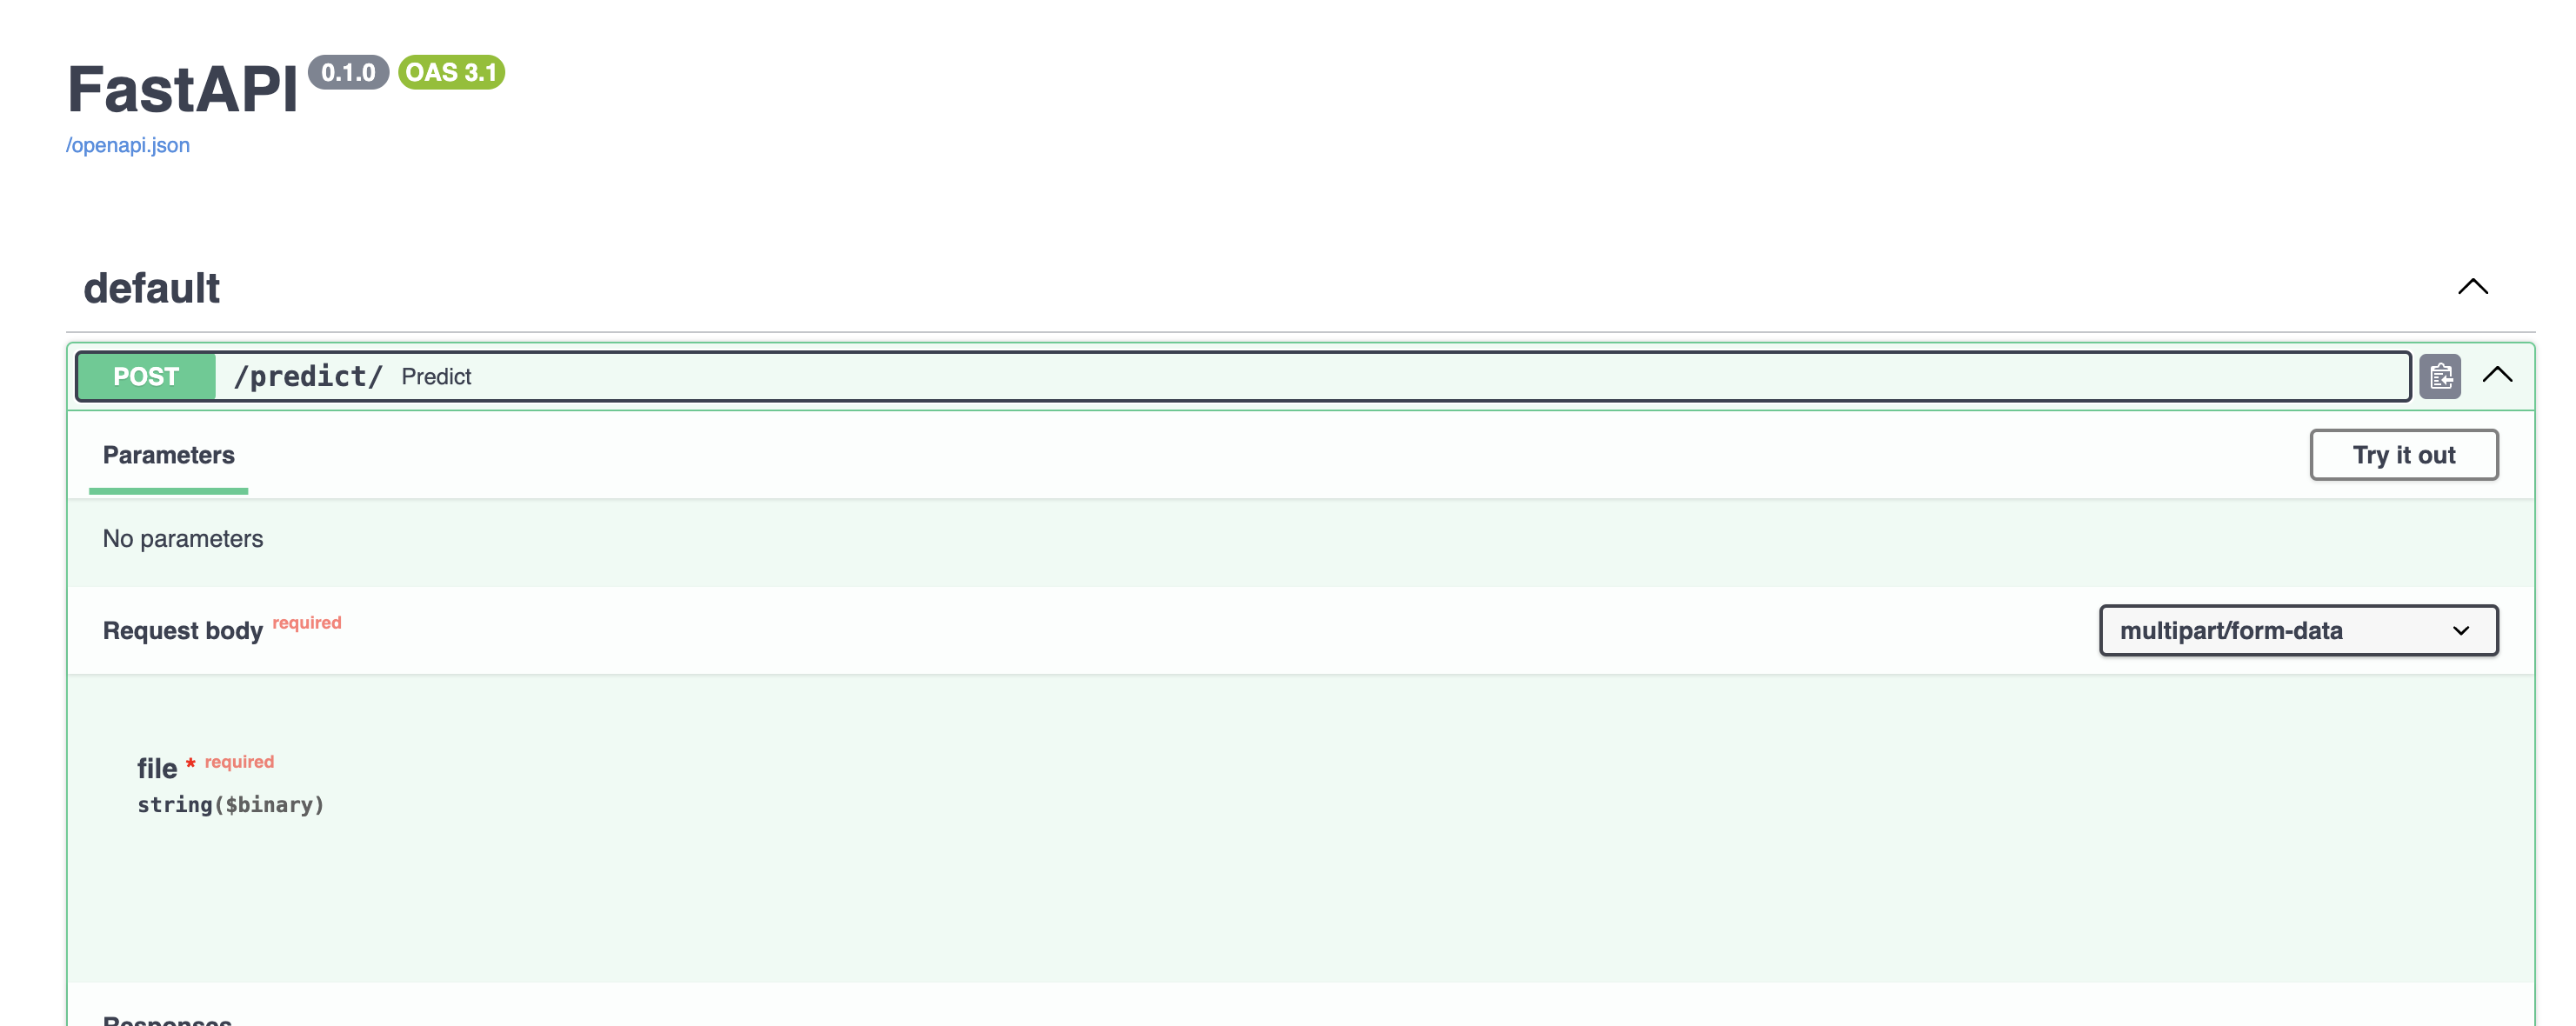 FastAPI 0.1.0 OAS 3.1
/openapi.json
default
POST /predict/ Predict
Parameters
Try it out
No parameters
Request body required
multipart/form-data
file * required
string($binary)
Responses